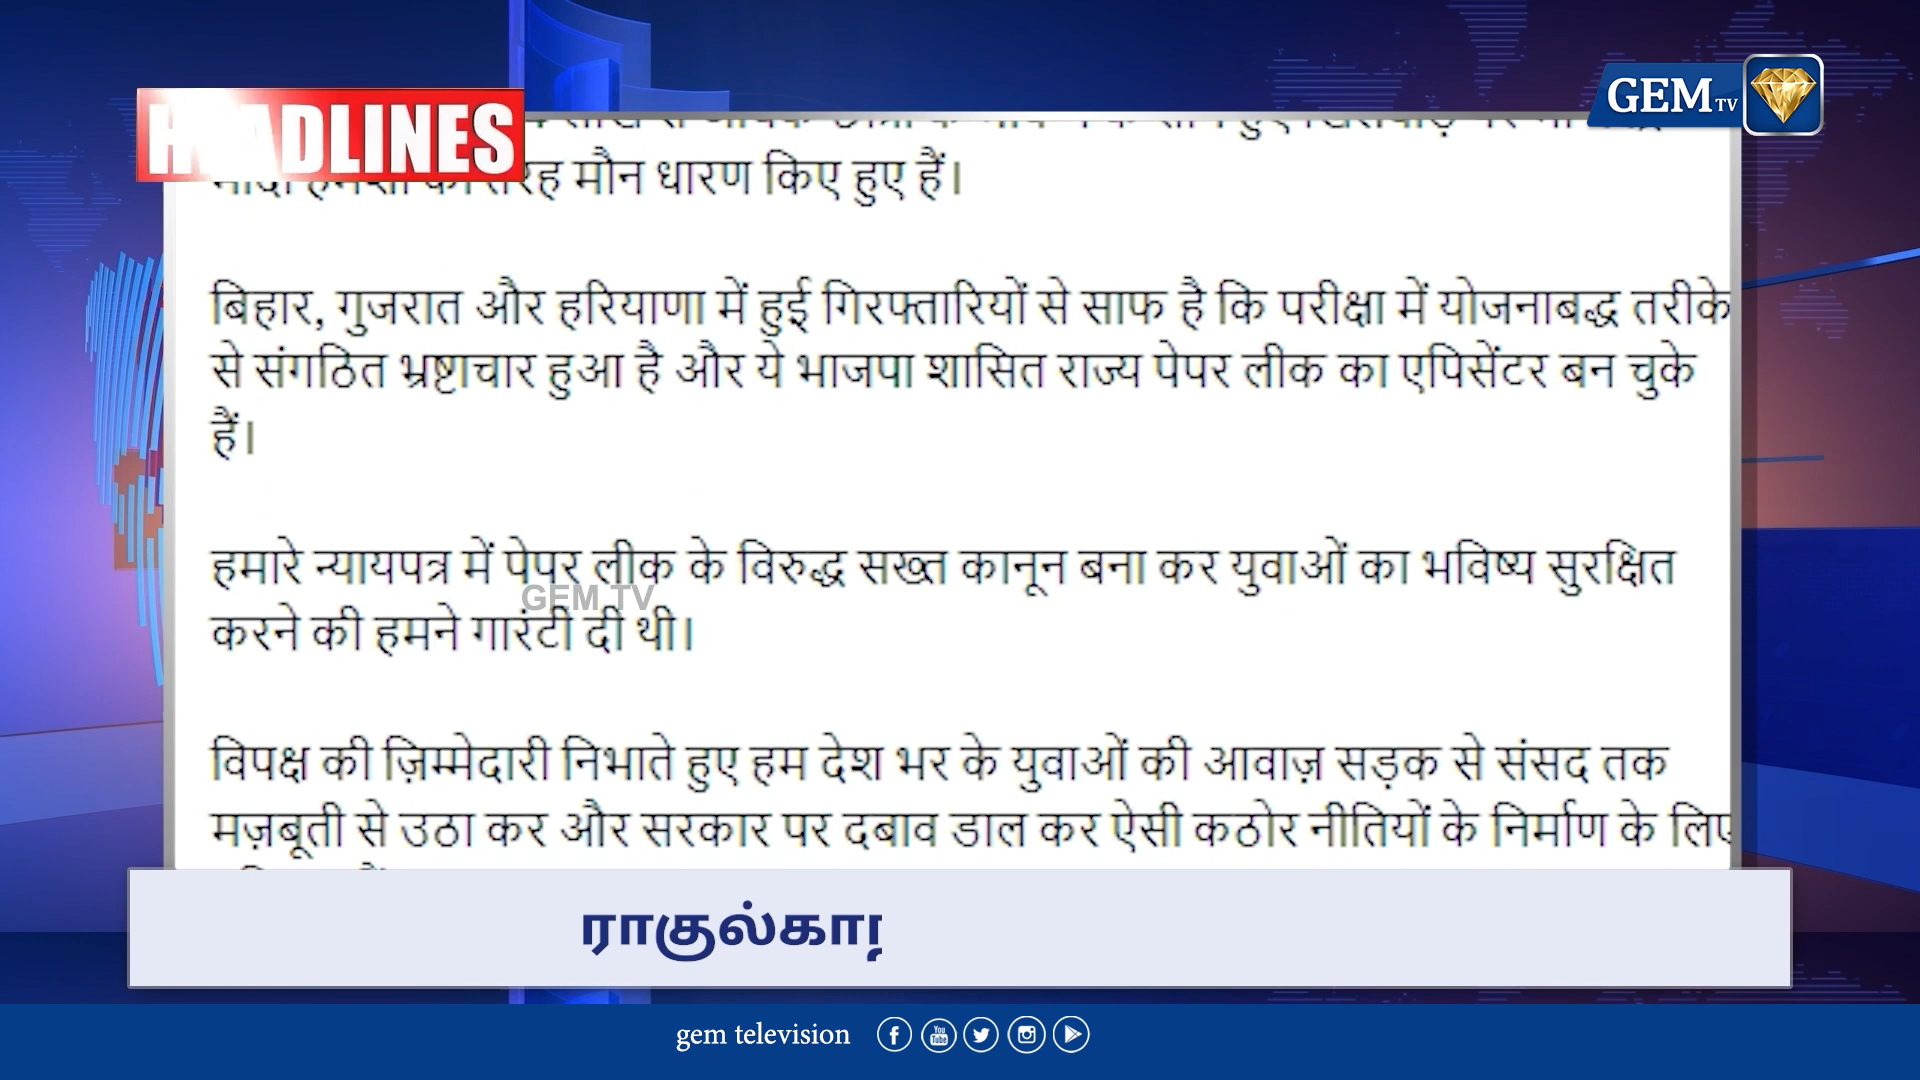 HEADLINES
GEM TV
मौन धारण किए हुए हैं।
बिहार, गुजरात और हरियाणा में हुई गिरफ्तारियों से साफ है कि परीक्षा में योजनाबद्ध तरीके
से संगठित भ्रष्टाचार हुआ है और ये भाजपा शासित राज्य पेपर लीक का एपिसेंटर बन चुके
हैं।
हमारे न्यायपत्र में पेपर लीक के विरुद्ध सख्त कानून बना कर युवाओं का भविष्य सुरक्षित
GEM TV
करने की हमने गारंटी दी थी।
विपक्ष की ज़िम्मेदारी निभाते हुए हम देश भर के युवाओं की आवाज़ सड़क से संसद तक
मज़बूती से उठा कर और सरकार पर दबाव डाल कर ऐसी कठोर नीतियों के निर्माण के लिए
ராகுல்கா
gem television